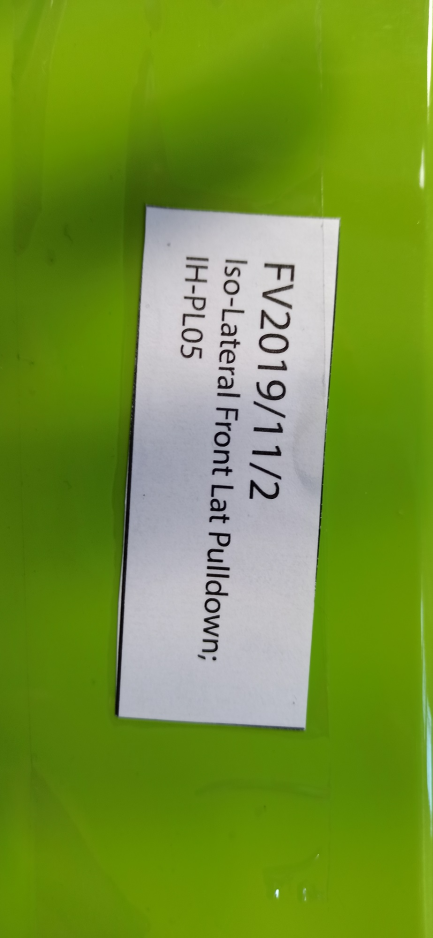 FV2019/11/2
Iso-Lateral Front Lat Pulldown;
IH-PL05